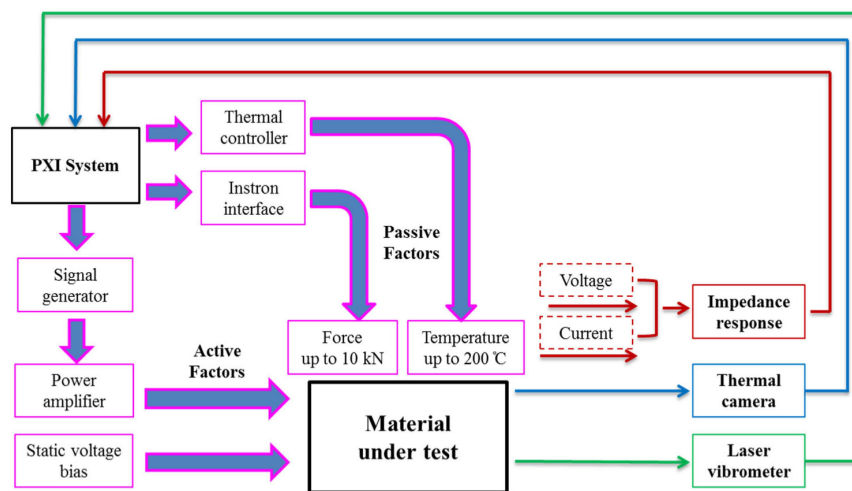 PXI System
Thermal
controller
Instron
interface
Passive
Factors
Signal
generator
Voltage
Current
Impedance
response
Force
up to 10 kN
Temperature
up to 200 ℃
Active
Factors
Power
amplifier
Material
under test
Thermal
camera
Static voltage
bias
Laser
vibrometer